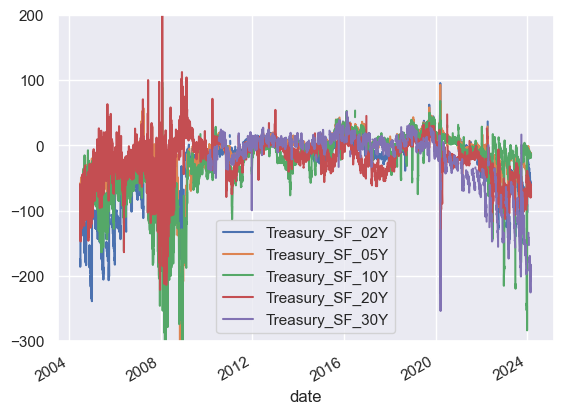 200
100
0
−100
−200
−300
Treasury_SF_02Y
Treasury_SF_05Y
Treasury_SF_10Y
Treasury_SF_20Y
Treasury_SF_30Y
2004 2008 2012 2016 2020 2024
date